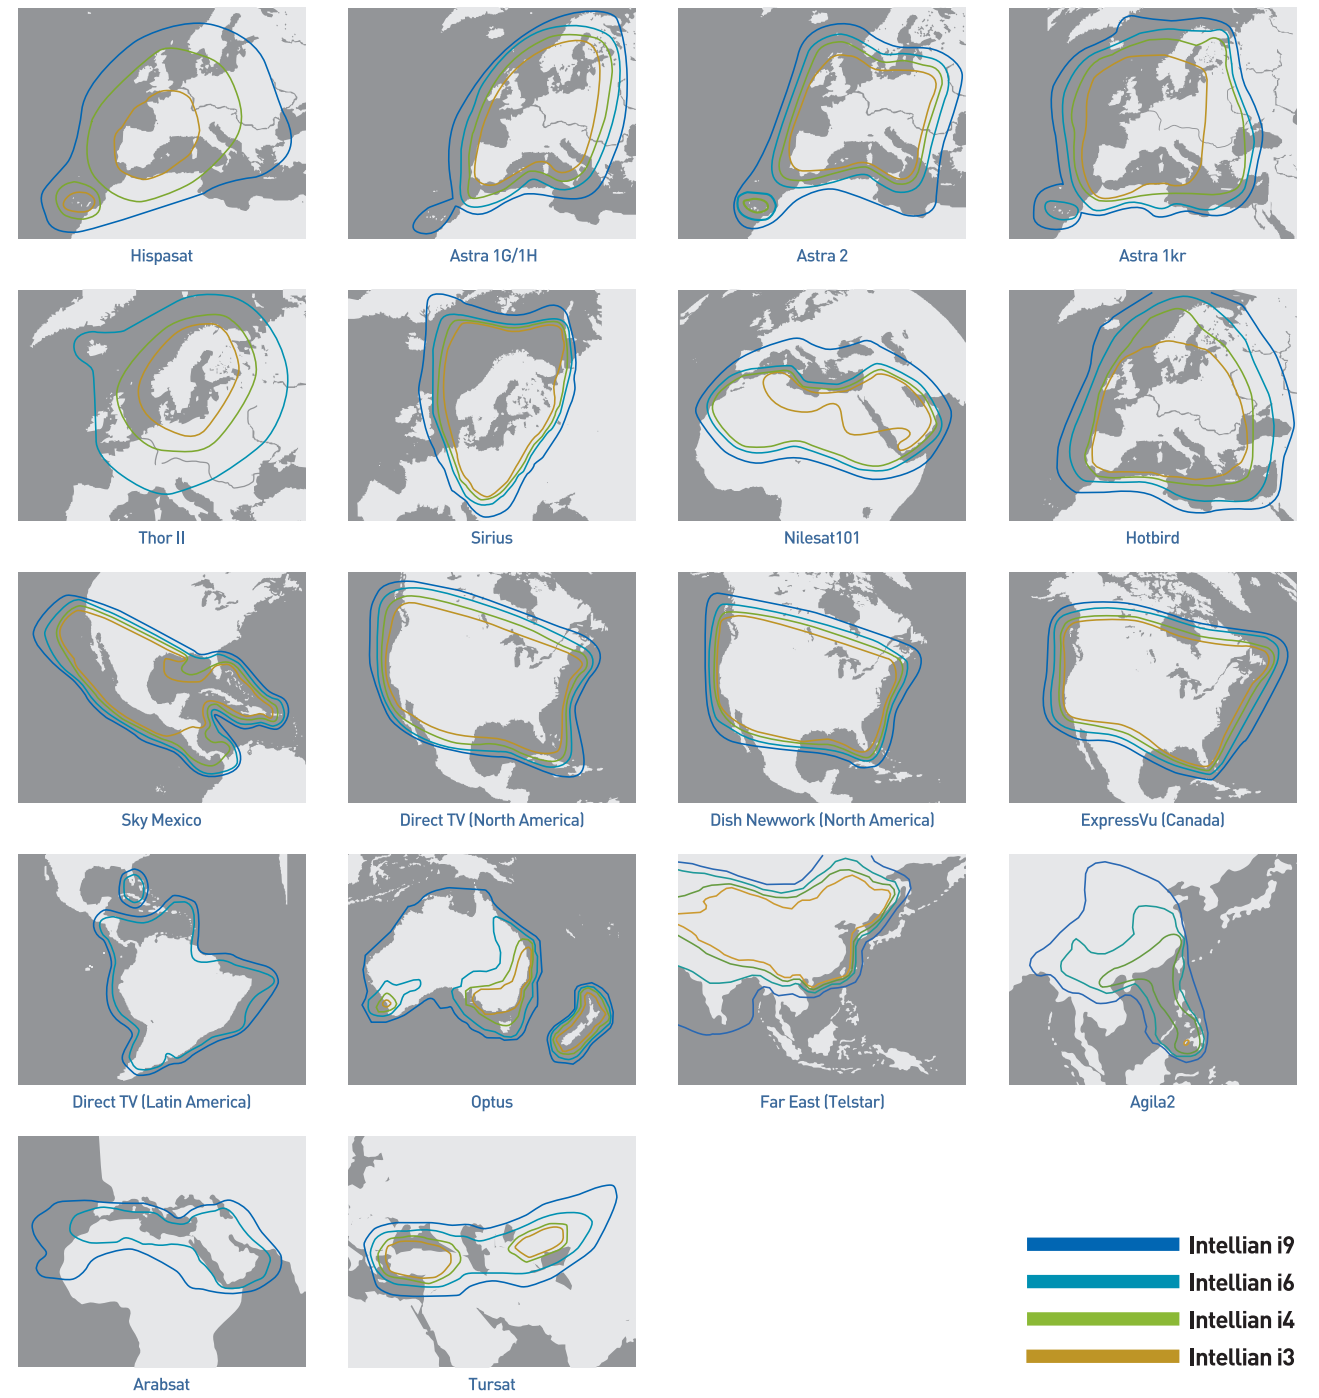 Hispasat
Astra 1G/1H
Astra 2
Astra 1kr
Thor II
Sirius
Nilesat101
Hotbird
Sky Mexico
Direct TV (North America)
Dish Newwork (North America)
ExpressVu (Canada)
Direct TV (Latin America)
Optus
Far East (Telstar)
Agila2
Arabsat
Tursat
Intellian i9
Intellian i6
Intellian i4
Intellian i3